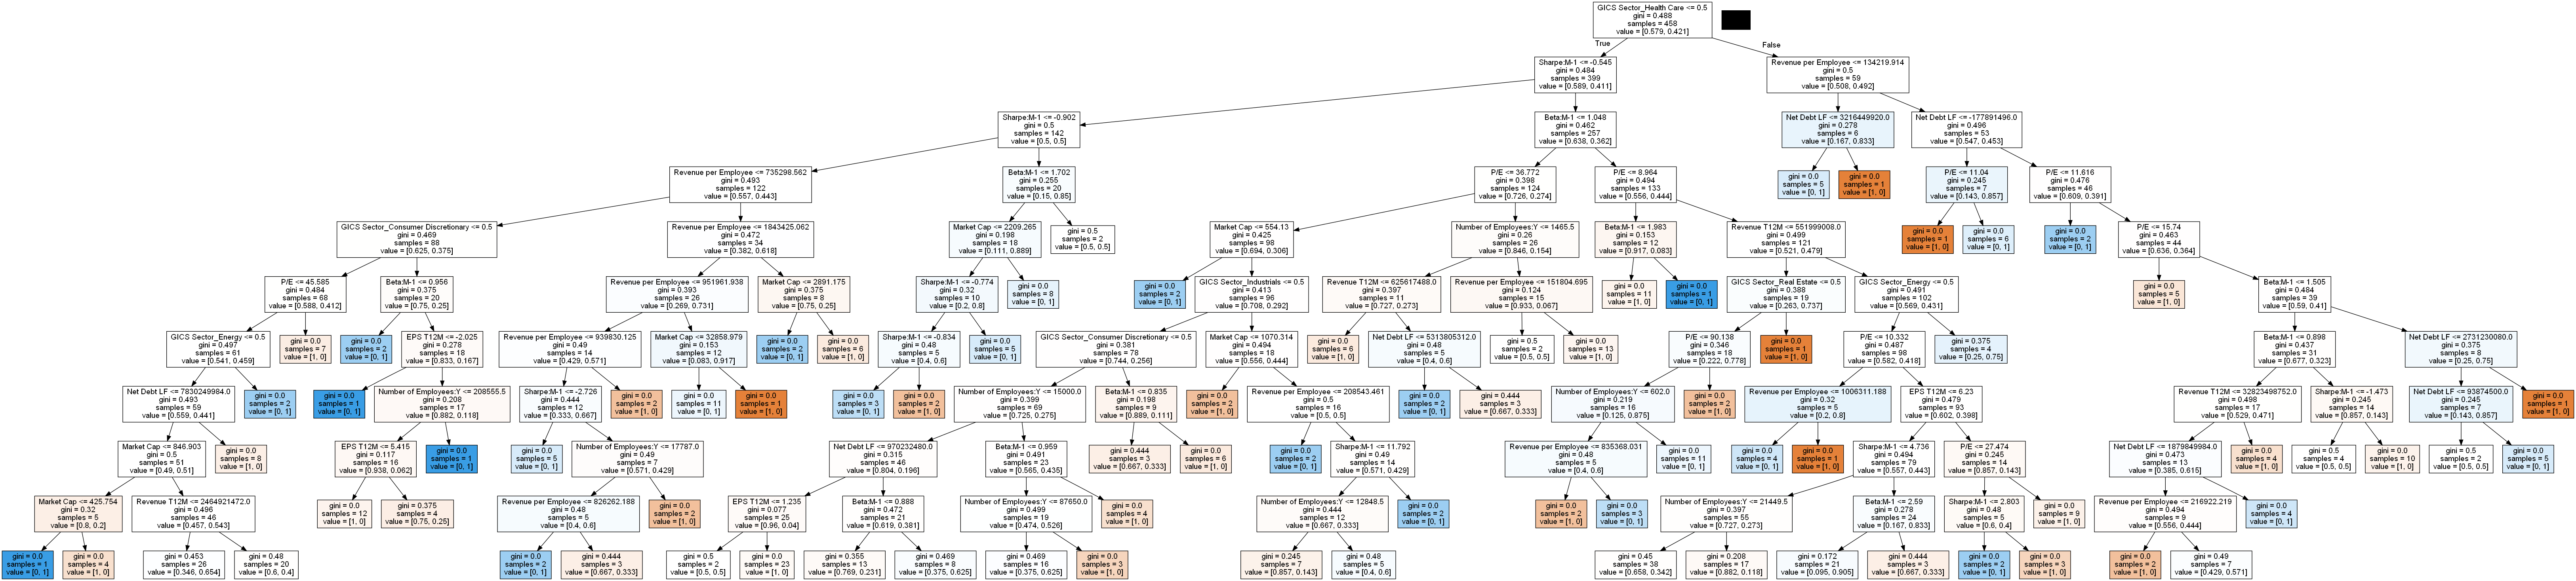 GICS Sector_Health Care <= 0.5
gini = 0.488
samples = 458
value = [0.579, 0.421]
True
False
Sharpe:M-1 <= -0.545
gini = 0.484
samples = 399
value = [0.589, 0.411]
Revenue per Employee <= 134219.914
gini = 0.5
samples = 59
value = [0.508, 0.492]
Sharpe:M-1 <= -0.902
gini = 0.5
samples = 142
value = [0.5, 0.5]
Beta:M-1 <= 1.048
gini = 0.462
samples = 257
value = [0.638, 0.362]
Net Debt LF <= 3216449920.0
gini = 0.278
samples = 6
value = [0.167, 0.833]
Net Debt LF <= -177891496.0
gini = 0.496
samples = 53
value = [0.547, 0.453]
Revenue per Employee <= 735298.562
gini = 0.493
samples = 122
value = [0.557, 0.443]
Beta:M-1 <= 1.702
gini = 0.255
samples = 20
value = [0.15, 0.85]
P/E <= 36.772
gini = 0.398
samples = 124
value = [0.726, 0.274]
P/E <= 8.964
gini = 0.494
samples = 133
value = [0.556, 0.444]
gini = 0.0
samples = 5
value = [0, 1]
gini = 0.0
samples = 1
value = [1, 0]
P/E <= 11.04
gini = 0.245
samples = 7
value = [0.143, 0.857]
P/E <= 11.616
gini = 0.476
samples = 46
value = [0.609, 0.391]
GICS Sector_Consumer Discretionary <= 0.5
gini = 0.469
samples = 88
value = [0.625, 0.375]
Revenue per Employee <= 1843425.062
gini = 0.472
samples = 34
value = [0.382, 0.618]
Market Cap <= 2209.265
gini = 0.198
samples = 18
value = [0.111, 0.889]
gini = 0.5
samples = 2
value = [0.5, 0.5]
Market Cap <= 554.13
gini = 0.425
samples = 98
value = [0.694, 0.306]
Number of Employees:Y <= 1465.5
gini = 0.26
samples = 26
value = [0.846, 0.154]
Beta:M-1 <= 1.983
gini = 0.153
samples = 12
value = [0.917, 0.083]
Revenue T12M <= 551999008.0
gini = 0.499
samples = 121
value = [0.521, 0.479]
gini = 0.0
samples = 1
value = [1, 0]
gini = 0.0
samples = 6
value = [0, 1]
gini = 0.0
samples = 2
value = [0, 1]
P/E <= 15.74
gini = 0.463
samples = 44
value = [0.636, 0.364]
P/E <= 45.585
gini = 0.484
samples = 68
value = [0.588, 0.412]
Beta:M-1 <= 0.956
gini = 0.375
samples = 20
value = [0.75, 0.25]
Revenue per Employee <= 951961.938
gini = 0.393
samples = 26
value = [0.269, 0.731]
Market Cap <= 2891.175
gini = 0.375
samples = 8
value = [0.75, 0.25]
Sharpe:M-1 <= -0.774
gini = 0.32
samples = 10
value = [0.2, 0.8]
gini = 0.0
samples = 8
value = [0, 1]
gini = 0.0
samples = 2
value = [0, 1]
GICS Sector_Industrials <= 0.5
gini = 0.413
samples = 96
value = [0.708, 0.292]
Revenue T12M <= 625617488.0
gini = 0.397
samples = 11
value = [0.727, 0.273]
Revenue per Employee <= 151804.695
gini = 0.124
samples = 15
value = [0.933, 0.067]
gini = 0.0
samples = 11
value = [1, 0]
gini = 0.0
samples = 1
value = [0, 1]
GICS Sector_Real Estate <= 0.5
gini = 0.388
samples = 19
value = [0.263, 0.737]
GICS Sector_Energy <= 0.5
gini = 0.491
samples = 102
value = [0.569, 0.431]
gini = 0.0
samples = 5
value = [1, 0]
Beta:M-1 <= 1.505
gini = 0.484
samples = 39
value = [0.59, 0.41]
GICS Sector_Energy <= 0.5
gini = 0.497
samples = 61
value = [0.541, 0.459]
gini = 0.0
samples = 7
value = [1, 0]
gini = 0.0
samples = 2
value = [0, 1]
EPS T12M <= -2.025
gini = 0.278
samples = 18
value = [0.833, 0.167]
Revenue per Employee <= 939830.125
gini = 0.49
samples = 14
value = [0.429, 0.571]
Market Cap <= 32858.979
gini = 0.153
samples = 12
value = [0.083, 0.917]
gini = 0.0
samples = 2
value = [0, 1]
gini = 0.0
samples = 6
value = [1, 0]
Sharpe:M-1 <= -0.834
gini = 0.48
samples = 5
value = [0.4, 0.6]
gini = 0.0
samples = 5
value = [0, 1]
GICS Sector_Consumer Discretionary <= 0.5
gini = 0.381
samples = 78
value = [0.744, 0.256]
Market Cap <= 1070.314
gini = 0.494
samples = 18
value = [0.556, 0.444]
gini = 0.0
samples = 6
value = [1, 0]
Net Debt LF <= 5313805312.0
gini = 0.48
samples = 5
value = [0.4, 0.6]
gini = 0.5
samples = 2
value = [0.5, 0.5]
gini = 0.0
samples = 13
value = [1, 0]
P/E <= 90.138
gini = 0.346
samples = 18
value = [0.222, 0.778]
gini = 0.0
samples = 1
value = [1, 0]
P/E <= 10.332
gini = 0.487
samples = 98
value = [0.582, 0.418]
gini = 0.375
samples = 4
value = [0.25, 0.75]
Beta:M-1 <= 0.898
gini = 0.437
samples = 31
value = [0.677, 0.323]
Net Debt LF <= 2731230080.0
gini = 0.375
samples = 8
value = [0.25, 0.75]
Net Debt LF <= 7830249984.0
gini = 0.493
samples = 59
value = [0.559, 0.441]
gini = 0.0
samples = 2
value = [0, 1]
gini = 0.0
samples = 1
value = [0, 1]
Number of Employees:Y <= 208555.5
gini = 0.208
samples = 17
value = [0.882, 0.118]
Sharpe:M-1 <= -2.726
gini = 0.444
samples = 12
value = [0.333, 0.667]
gini = 0.0
samples = 2
value = [1, 0]
gini = 0.0
samples = 11
value = [0, 1]
gini = 0.0
samples = 1
value = [1, 0]
gini = 0.0
samples = 3
value = [0, 1]
gini = 0.0
samples = 2
value = [1, 0]
Number of Employees:Y <= 15000.0
gini = 0.399
samples = 69
value = [0.725, 0.275]
Beta:M-1 <= 0.835
gini = 0.198
samples = 9
value = [0.889, 0.111]
gini = 0.0
samples = 2
value = [1, 0]
Revenue per Employee <= 208543.461
gini = 0.5
samples = 16
value = [0.5, 0.5]
gini = 0.0
samples = 2
value = [0, 1]
gini = 0.444
samples = 3
value = [0.667, 0.333]
Number of Employees:Y <= 602.0
gini = 0.219
samples = 16
value = [0.125, 0.875]
gini = 0.0
samples = 2
value = [1, 0]
Revenue per Employee <= 1006311.188
gini = 0.32
samples = 5
value = [0.2, 0.8]
EPS T12M <= 6.23
gini = 0.479
samples = 93
value = [0.602, 0.398]
Revenue T12M <= 32823498752.0
gini = 0.498
samples = 17
value = [0.529, 0.471]
Sharpe:M-1 <= -1.473
gini = 0.245
samples = 14
value = [0.857, 0.143]
Net Debt LF <= 93874500.0
gini = 0.245
samples = 7
value = [0.143, 0.857]
gini = 0.0
samples = 1
value = [1, 0]
Market Cap <= 846.903
gini = 0.5
samples = 51
value = [0.49, 0.51]
gini = 0.0
samples = 8
value = [1, 0]
EPS T12M <= 5.415
gini = 0.117
samples = 16
value = [0.938, 0.062]
gini = 0.0
samples = 1
value = [0, 1]
gini = 0.0
samples = 5
value = [0, 1]
Number of Employees:Y <= 17787.0
gini = 0.49
samples = 7
value = [0.571, 0.429]
Net Debt LF <= 970232480.0
gini = 0.315
samples = 46
value = [0.804, 0.196]
Beta:M-1 <= 0.959
gini = 0.491
samples = 23
value = [0.565, 0.435]
gini = 0.444
samples = 3
value = [0.667, 0.333]
gini = 0.0
samples = 6
value = [1, 0]
gini = 0.0
samples = 2
value = [0, 1]
Sharpe:M-1 <= 11.792
gini = 0.49
samples = 14
value = [0.571, 0.429]
Revenue per Employee <= 835368.031
gini = 0.48
samples = 5
value = [0.4, 0.6]
gini = 0.0
samples = 11
value = [0, 1]
gini = 0.0
samples = 4
value = [0, 1]
gini = 0.0
samples = 1
value = [1, 0]
Sharpe:M-1 <= 4.736
gini = 0.494
samples = 79
value = [0.557, 0.443]
P/E <= 27.474
gini = 0.245
samples = 14
value = [0.857, 0.143]
Net Debt LF <= 1879849984.0
gini = 0.473
samples = 13
value = [0.385, 0.615]
gini = 0.0
samples = 4
value = [1, 0]
gini = 0.5
samples = 4
value = [0.5, 0.5]
gini = 0.0
samples = 10
value = [1, 0]
gini = 0.5
samples = 2
value = [0.5, 0.5]
gini = 0.0
samples = 5
value = [0, 1]
Market Cap <= 425.754
gini = 0.32
samples = 5
value = [0.8, 0.2]
Revenue T12M <= 2464921472.0
gini = 0.496
samples = 46
value = [0.457, 0.543]
gini = 0.0
samples = 12
value = [1, 0]
gini = 0.375
samples = 4
value = [0.75, 0.25]
Revenue per Employee <= 826262.188
gini = 0.48
samples = 5
value = [0.4, 0.6]
gini = 0.0
samples = 2
value = [1, 0]
EPS T12M <= 1.235
gini = 0.077
samples = 25
value = [0.96, 0.04]
Beta:M-1 <= 0.888
gini = 0.472
samples = 21
value = [0.619, 0.381]
Number of Employees:Y <= 87650.0
gini = 0.499
samples = 19
value = [0.474, 0.526]
gini = 0.0
samples = 4
value = [1, 0]
Number of Employees:Y <= 12848.5
gini = 0.444
samples = 12
value = [0.667, 0.333]
gini = 0.0
samples = 2
value = [0, 1]
gini = 0.0
samples = 2
value = [1, 0]
gini = 0.0
samples = 3
value = [0, 1]
Number of Employees:Y <= 21449.5
gini = 0.397
samples = 55
value = [0.727, 0.273]
Beta:M-1 <= 2.59
gini = 0.278
samples = 24
value = [0.167, 0.833]
Sharpe:M-1 <= 2.803
gini = 0.48
samples = 5
value = [0.6, 0.4]
gini = 0.0
samples = 9
value = [1, 0]
Revenue per Employee <= 216922.219
gini = 0.494
samples = 9
value = [0.556, 0.444]
gini = 0.0
samples = 4
value = [0, 1]
gini = 0.0
samples = 1
value = [0, 1]
gini = 0.0
samples = 4
value = [1, 0]
gini = 0.453
samples = 26
value = [0.346, 0.654]
gini = 0.48
samples = 20
value = [0.6, 0.4]
gini = 0.0
samples = 2
value = [0, 1]
gini = 0.444
samples = 3
value = [0.667, 0.333]
gini = 0.5
samples = 2
value = [0.5, 0.5]
gini = 0.0
samples = 23
value = [1, 0]
gini = 0.355
samples = 13
value = [0.769, 0.231]
gini = 0.469
samples = 8
value = [0.375, 0.625]
gini = 0.469
samples = 16
value = [0.375, 0.625]
gini = 0.0
samples = 3
value = [1, 0]
gini = 0.245
samples = 7
value = [0.857, 0.143]
gini = 0.48
samples = 5
value = [0.4, 0.6]
gini = 0.45
samples = 38
value = [0.658, 0.342]
gini = 0.208
samples = 17
value = [0.882, 0.118]
gini = 0.172
samples = 21
value = [0.095, 0.905]
gini = 0.444
samples = 3
value = [0.667, 0.333]
gini = 0.0
samples = 2
value = [0, 1]
gini = 0.0
samples = 3
value = [1, 0]
gini = 0.0
samples = 2
value = [1, 0]
gini = 0.49
samples = 7
value = [0.429, 0.571]